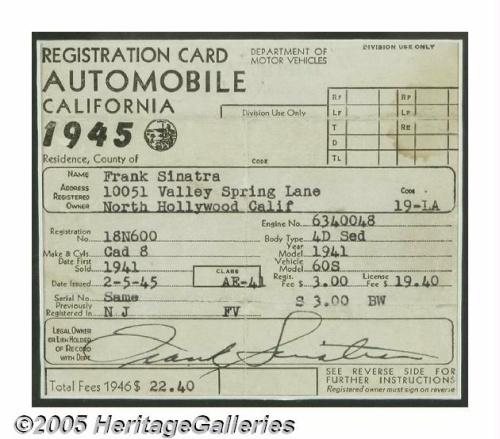 REGISTRATION CARD DEPARTMENT OF MOTOR VEHICLES DIVISION USE ONLY
AUTOMOBILE
CALIFORNIA
1945 Division Use Only
RF RF
LF LF
T RR
D
TL
Residence, County of CODE
NAME Frank Sinatra
ADDRESS 10051 Valley Spring Lane CODE
REGISTERED OWNER North Hollywood Calif 19-LA
Engine No. 6340048
Registration No. 18N600 Body Type 4D Sed
Make & Cyls. Cad 8 Year Model 1941
Date First Sold 1941 CLASS Vehicle Model 60S
Date Issued 2-5-45 AE-41 Regis. Fee $ 3.00 License Fee $ 19.40
Serial No. Same $ 3.00 BW
Previously Registered In N J FV
LEGAL OWNER OR LIEN HOLDER OF RECORD WITH DEPT. Frank Sinatra
Total Fees 1946 $ 22.40
SEE REVERSE SIDE FOR FURTHER INSTRUCTIONS
Registered owner must sign on reverse
©2005 HeritageGalleries